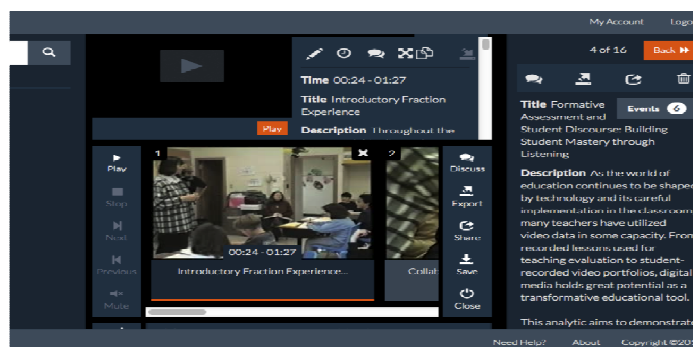 My Account Logo
4 of 16
Back
Time 00:24 - 01:27
Title Introductory Fraction
Experience
Description Throughout the
Play
Title Formative
Assessment and
Student Discourse: Building
Student Mastery through
Listening
Events 6
Description As the world of
education continues to be shaped
by technology and its careful
implementation in the classroom,
many teachers have utilized
video data in some capacity. From
recorded lessons used for
teaching evaluation to student-
recorded video portfolios, digital
media holds great potential as a
transformative educational tool.
This analytic aims to demonstrate
Play
Stop
Next
Previous
Mute
1
00:24 - 01:27
Introductory Fraction Experience...
2
Collab
Discuss
Export
Share
Save
Close
Need Help? About Copyright ©20